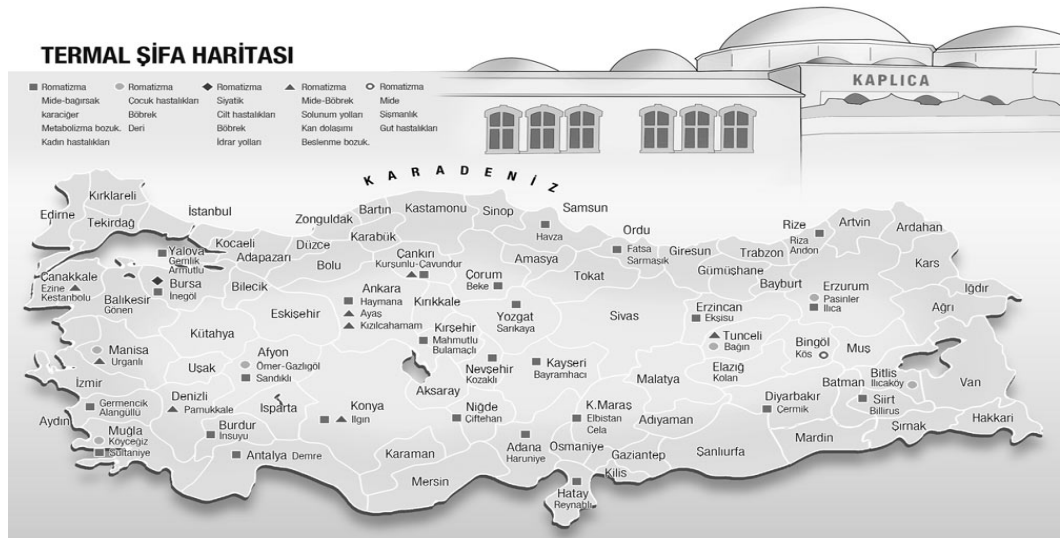 TERMAL ŞİFA HARİTASI
KAPLICA
Romatizma
Mide-bağırsak
karaciğer
Metabolizma bozuk.
Kadın hastalıkları
Romatizma
Çocuk hastalıkları
Böbrek
Deri
Romatizma
Siyatik
Cilt hastalıkları
Böbrek
İdrar yolları
Romatizma
Mide-Böbrek
Solunum yolları
Kan dolaşımı
Beslenme bozuk.
Romatizma
Mide
Şişmanlık
Gut hastalıkları
KARADENİZ
Kırklareli
Edirne
Tekirdağ
İstanbul
Kocaeli
Adapazarı
Düzce
Zonguldak
Bartın
Karabük
Kastamonu
Sinop
Samsun
Havza
Ordu
Fatsa
Sarmaşık
Giresun
Trabzon
Rize
Riza
Andon
Artvin
Ardahan
Kars
Iğdır
Ağrı
Yalova
Gemlik
Armutlu
Bursa
İnegöl
Çanakkale
Ezine
Kestanbolu
Balıkesir
Gönen
Bilecik
Bolu
Çankırı
Kurşunlu-Çavundur
Çorum
Beke
Amasya
Tokat
Gümüşhane
Bayburt
Erzurum
Pasinler
Ilıca
Erzincan
Ekşisu
Ankara
Haymana
Ayaş
Kızılcahamam
Kırıkkale
Yozgat
Sarıkaya
Sivas
Eskişehir
Kütahya
Manisa
Urganlı
Uşak
Afyon
Ömer-Gazlıgöl
Sandıklı
Kırşehir
Mahmutlu
Bulamaçlı
Nevşehir
Kozaklı
Kayseri
Bayramhacı
Malatya
Tunceli
Bağın
Elazığ
Kolan
Bingöl
Kös
Muş
Bitlis
Ilıcaköy
Van
İzmir
Germencik
Alangüllü
Aydın
Denizli
Pamukkale
Isparta
Konya
Ilgın
Aksaray
Niğde
Çiftehan
K.Maraş
Elbistan
Cela
Adıyaman
Diyarbakır
Çermik
Batman
Siirt
Billirus
Şırnak
Hakkari
Mardin
Muğla
Köyceğiz
Sultaniye
Burdur
İnsuyu
Antalya Demre
Karaman
Mersin
Adana
Haruniye
Osmaniye
Gaziantep
Kilis
Şanlıurfa
Hatay
Reynablı